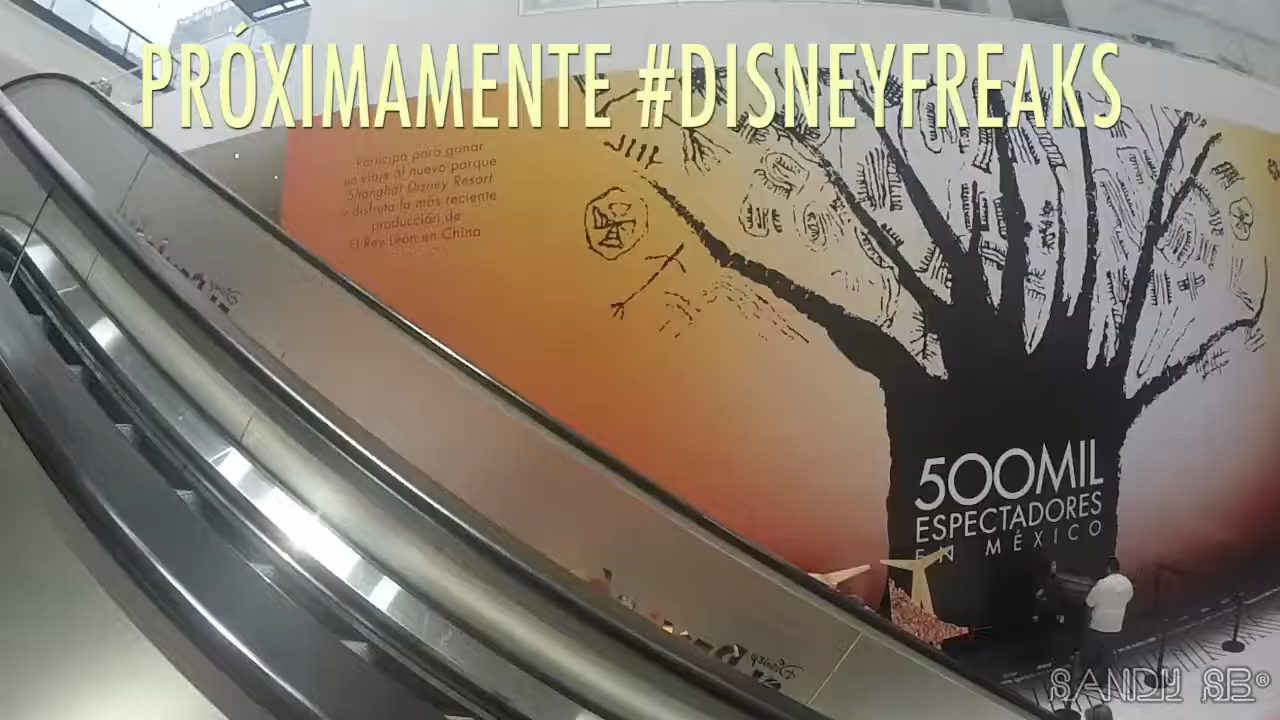 PRÓXIMAMENTE #DISNEYFREAKS
Participa para ganar
un viaje al nuevo parque
Shanghai Disney Resort
y disfruta la más reciente
producción de
El Rey León en China
500MIL
ESPECTADORES
EN MÉXICO
SANDY SB®